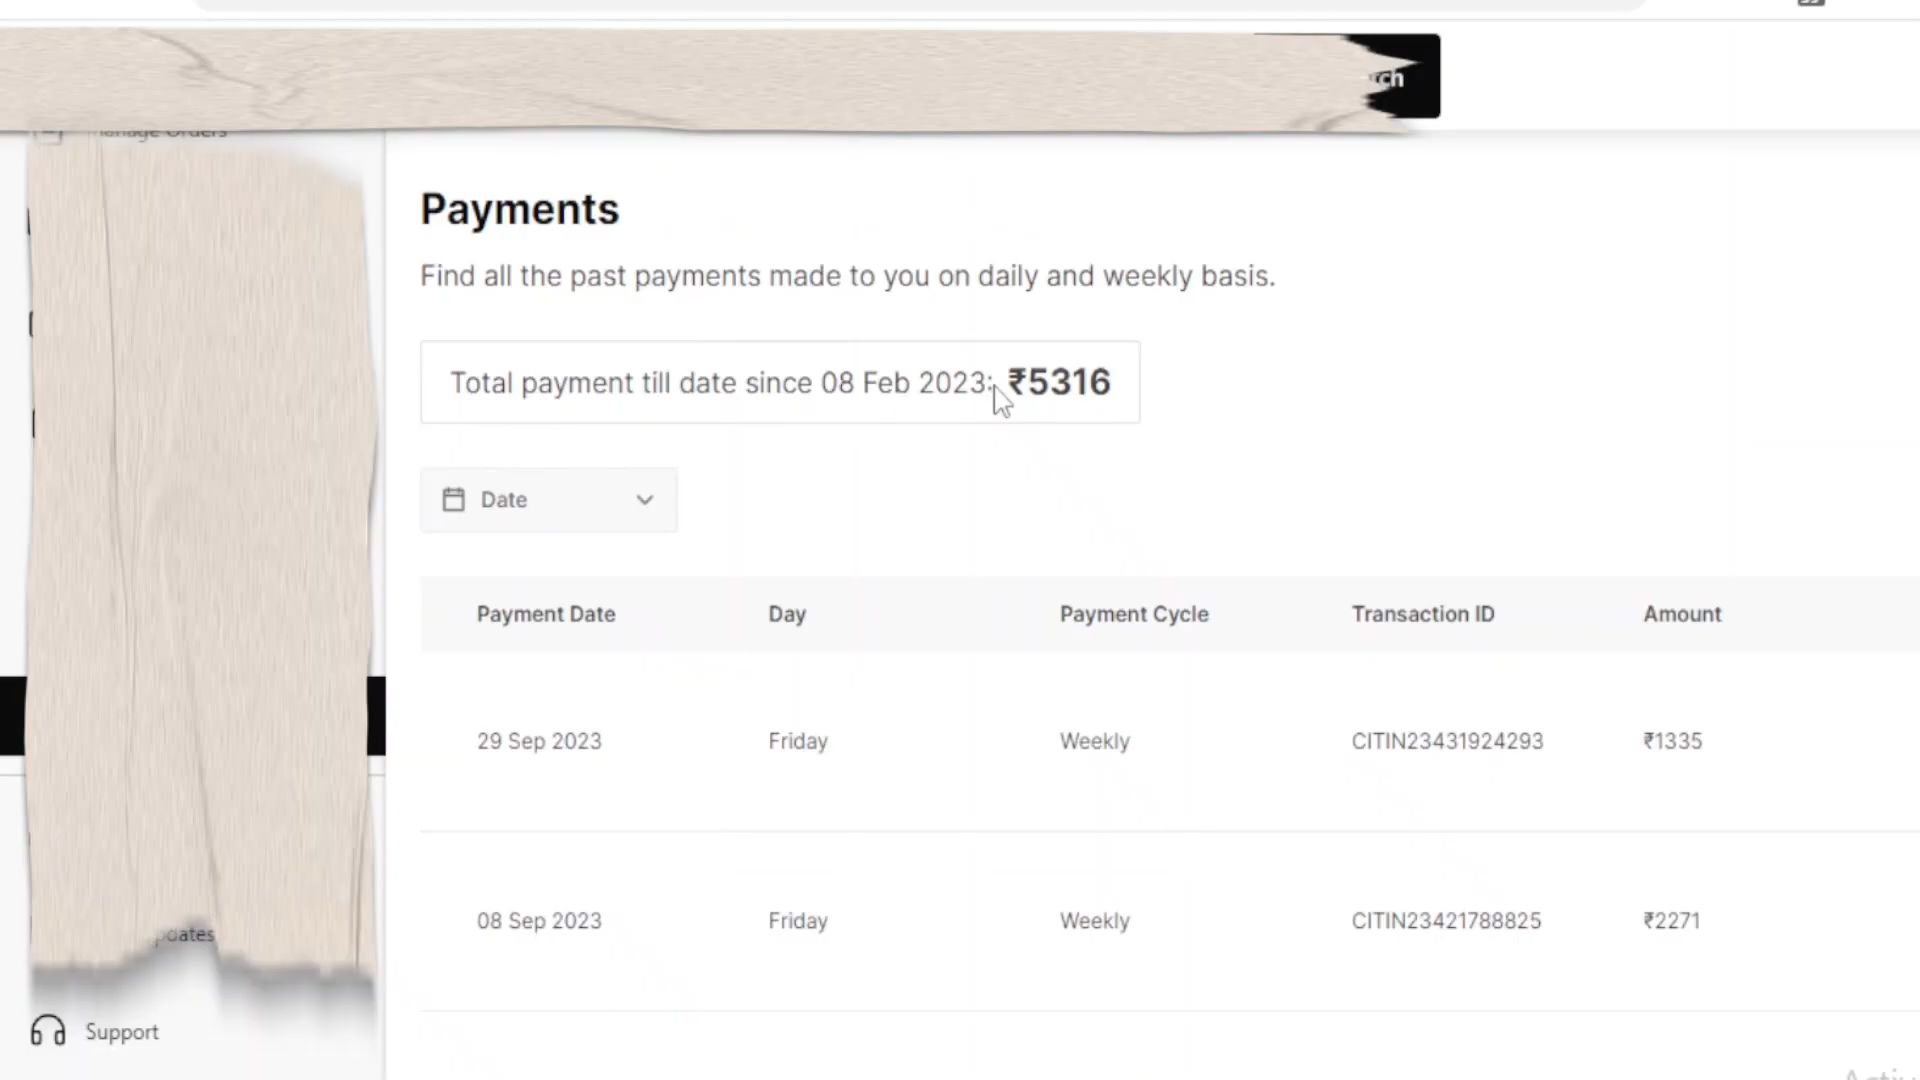 Payments
Find all the past payments made to you on daily and weekly basis.
Total payment till date since 08 Feb 2023: ₹5316
Date
Payment Date Day Payment Cycle Transaction ID Amount
29 Sep 2023 Friday Weekly CITIN23431924293 ₹1335
08 Sep 2023 Friday Weekly CITIN23421788825 ₹2271
Support